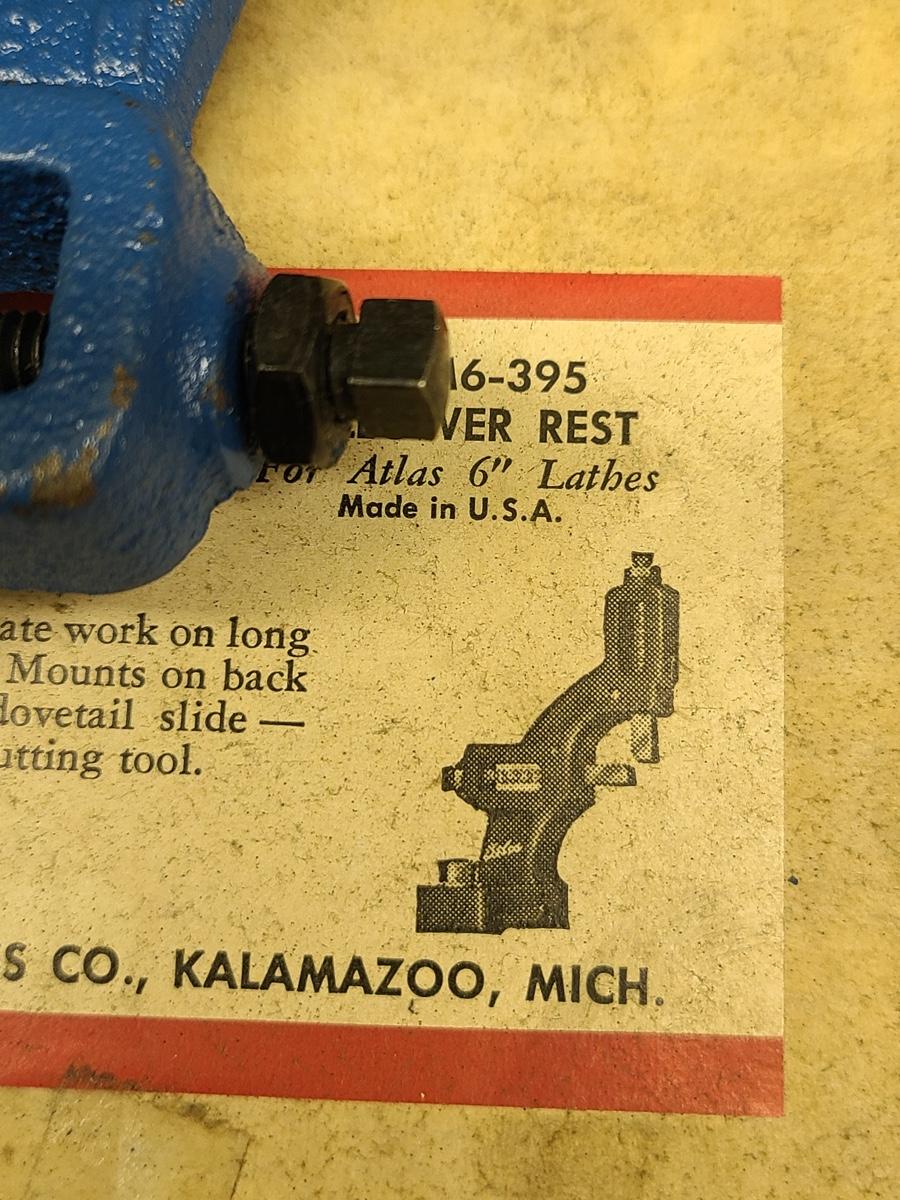 16-395
VER REST
For Atlas 6" Lathes
Made in U.S.A.
ate work on long
Mounts on back
dovetail slide —
utting tool.
S CO., KALAMAZOO, MICH.